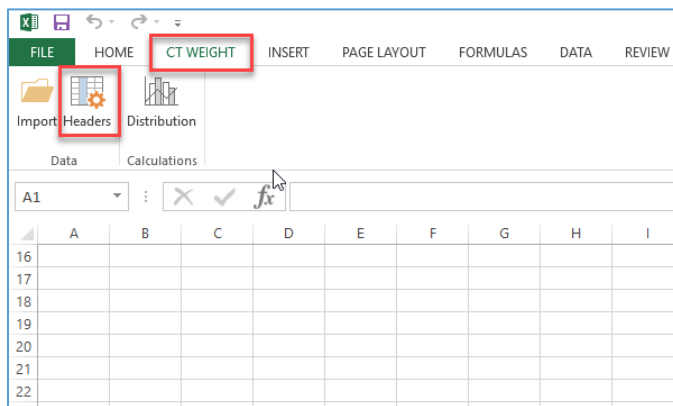 FILE HOME CT WEIGHT INSERT PAGE LAYOUT FORMULAS DATA REVIEW
Import Headers Distribution
Data Calculations
A1 fx
A B C D E F G H I
16
17
18
19
20
21
22